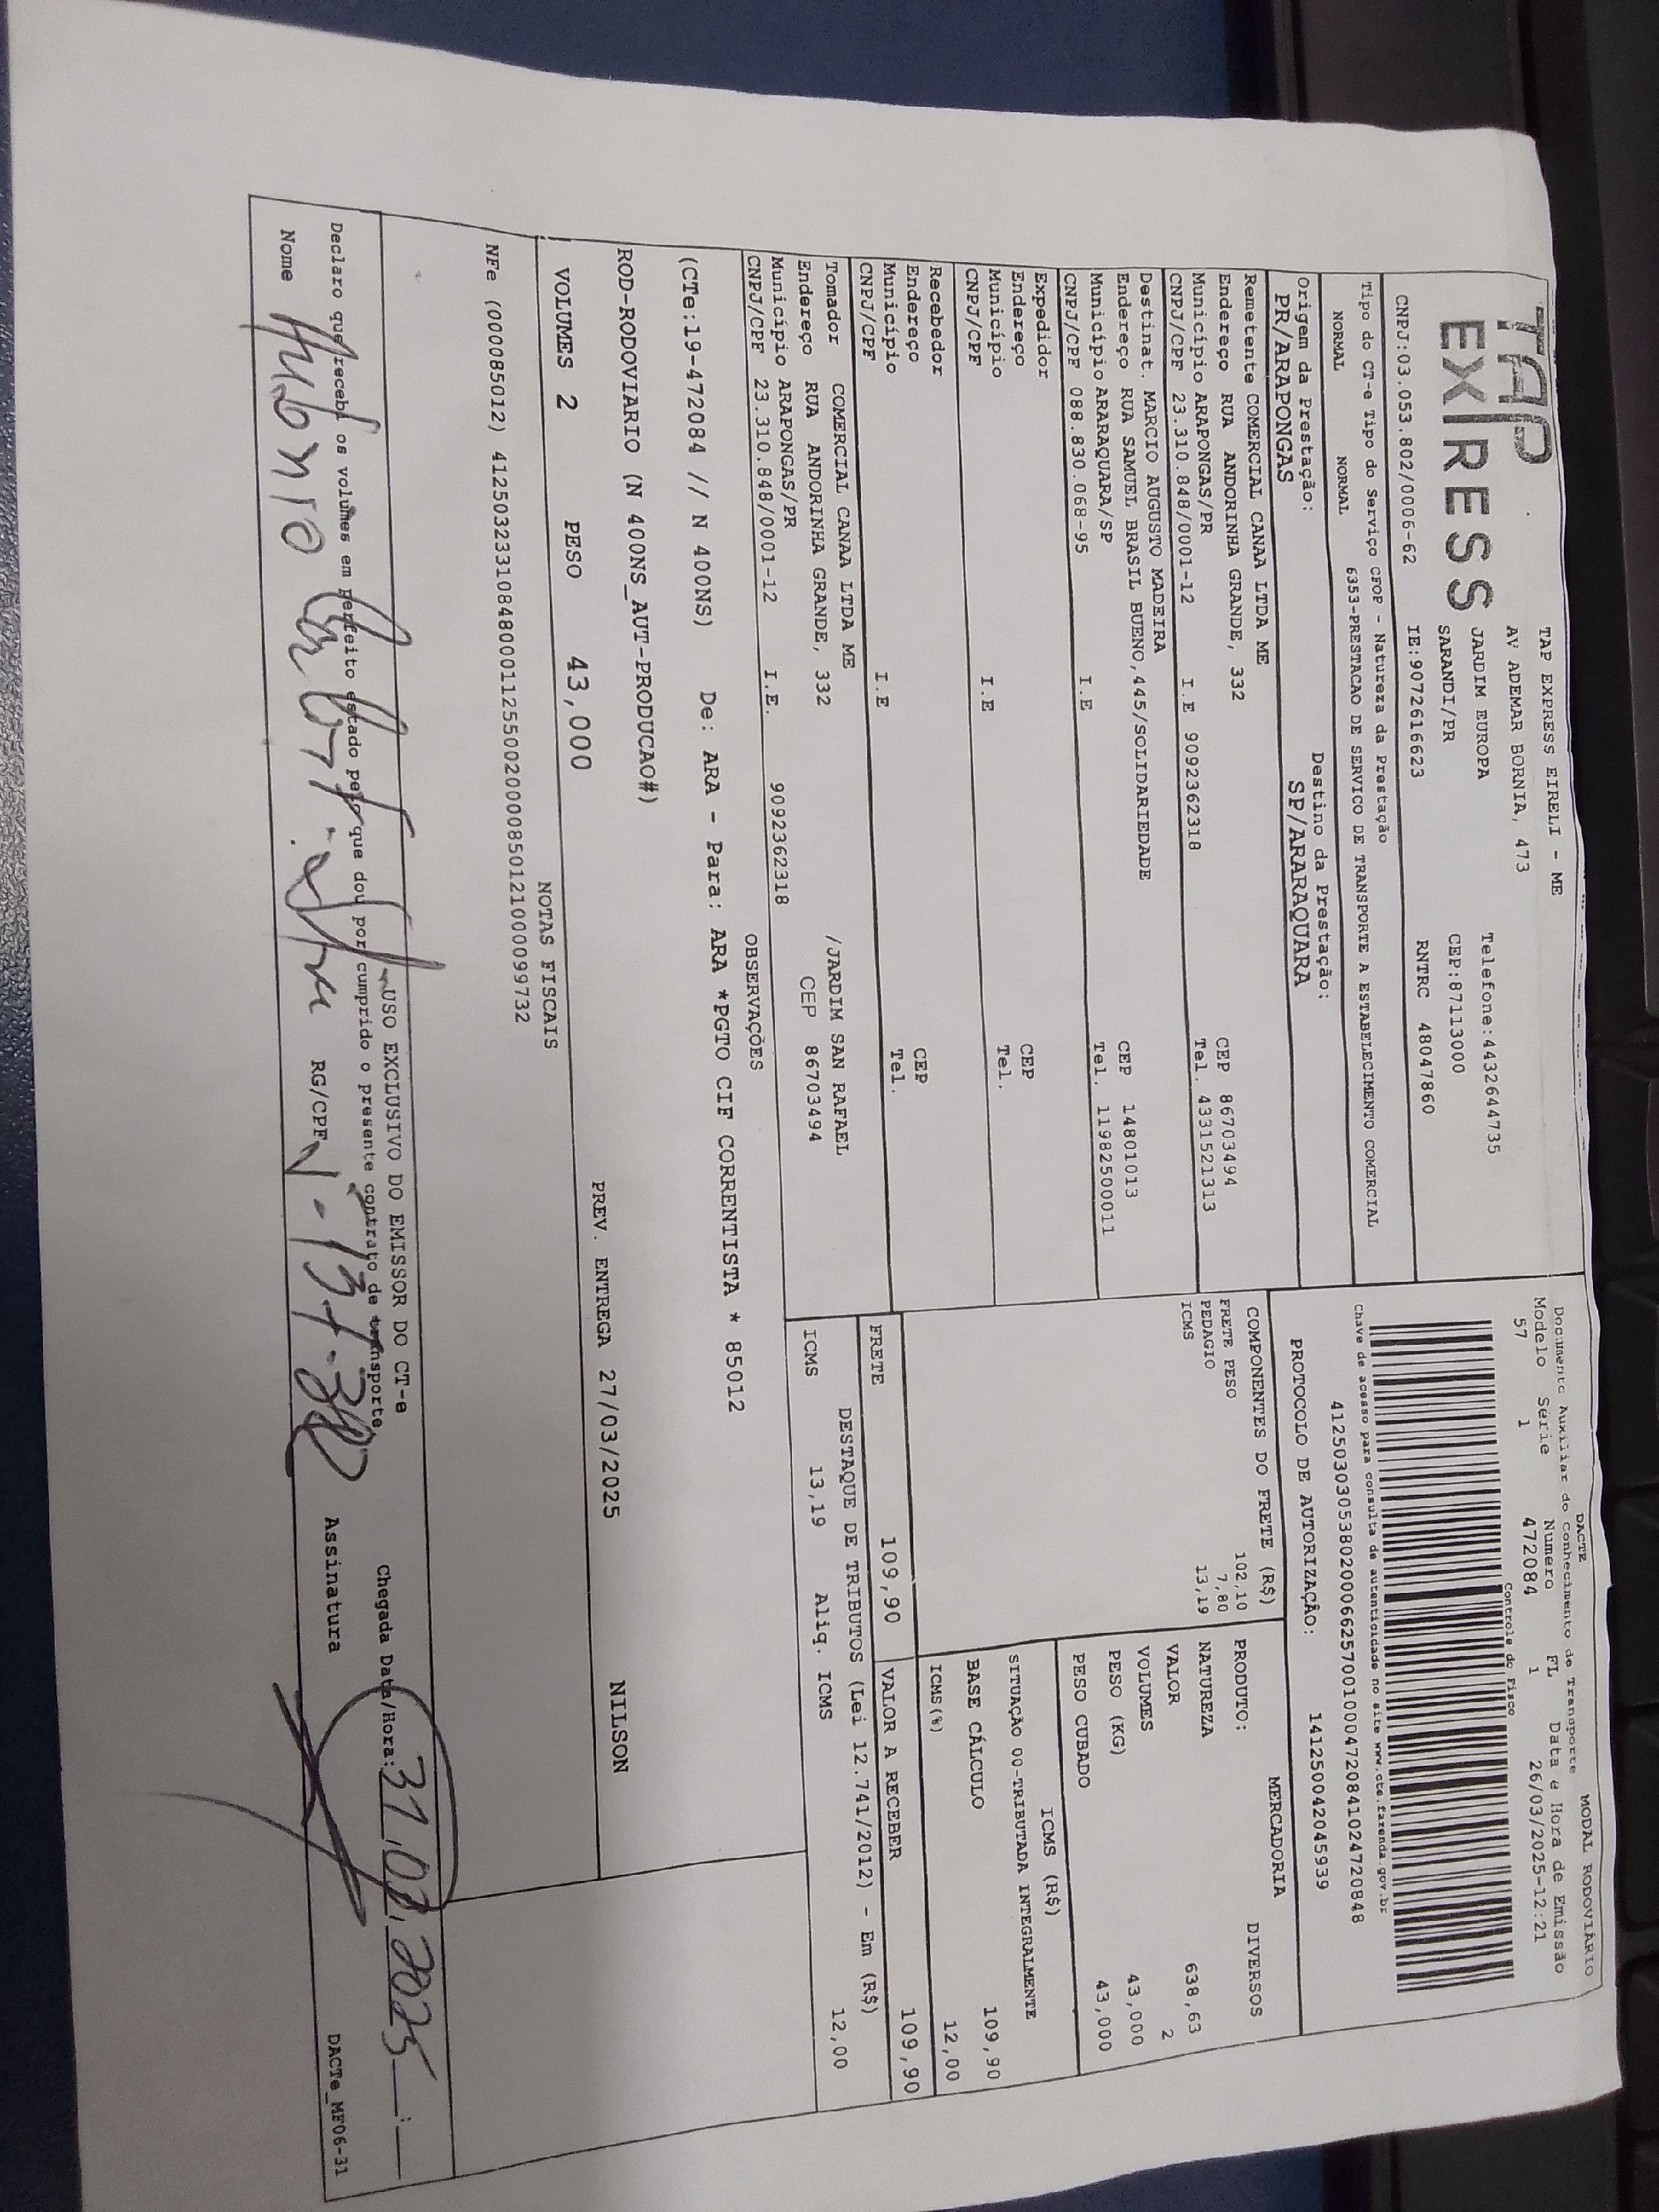 TAP
EXPRESS
TAP EXPRESS EIRELI - ME
AV ADEMAR BORNIA, 473
JARDIM EUROPA
SARANDI/PR
Telefone:4432644735
CEP:87113000
CNPJ:03.053.802/0006-62 IE:9072616623 RNTRC 48047860
Tipo do CT-e Tipo do Serviço CFOP - Natureza da Prestação
NORMAL NORMAL 6353-PRESTACAO DE SERVICO DE TRANSPORTE A ESTABELECIMENTO COMERCIAL
Origem da Prestação: Destino da Prestação:
PR/ARAPONGAS SP/ARARAQUARA
DACTE MODAL RODOVIÁRIO
Documento Auxiliar do Conhecimento de Transporte
Modelo Série Numero FL Data e Hora de Emissão
57 1 472084 1 26/03/2025-12:21
Controle do Fisco
Chave de acesso para consulta de autenticidade no site www.cte.fazenda.gov.br
41250303053802000662570010004720841024720848
PROTOCOLO DE AUTORIZAÇÃO: 141250042045939
Remetente COMERCIAL CANAA LTDA ME
Endereço RUA ANDORINHA GRANDE, 332 CEP 86703494
Município ARAPONGAS/PR Tel. 4331521313
CNPJ/CPF 23.310.848/0001-12 I.E 9092362318
Destinat. MARCIO AUGUSTO MADEIRA
Endereço RUA SAMUEL BRASIL BUENO,445/SOLIDARIEDADE CEP 14801013
Município ARARAQUARA/SP Tel. 11982500011
CNPJ/CPF 088.830.068-95 I.E
Expedidor
Endereço CEP
Município Tel.
CNPJ/CPF I.E
Recebedor
Endereço CEP
Município Tel.
CNPJ/CPF I.E
Tomador COMERCIAL CANAA LTDA ME /JARDIM SAN RAFAEL
Endereço RUA ANDORINHA GRANDE, 332 CEP 86703494
Município ARAPONGAS/PR
CNPJ/CPF 23.310.848/0001-12 I.E. 9092362318
COMPONENTES DO FRETE (R$)
FRETE PESO 102,10
PEDAGIO 7,80
ICMS 13,19
MERCADORIA
PRODUTO: DIVERSOS
NATUREZA
VALOR 638,63
VOLUMES 2
PESO (KG) 43,000
PESO CUBADO 43,000
ICMS (R$)
SITUAÇÃO 00-TRIBUTADA INTEGRALMENTE
BASE CÁLCULO 109,90
ICMS(%) 12,00
FRETE 109,90 VALOR A RECEBER 109,90
DESTAQUE DE TRIBUTOS (Lei 12.741/2012) - Em (R$)
ICMS 13,19 Aliq. ICMS 12,00
OBSERVAÇÕES
(CTe:19-472084 // N 400NS) De: ARA - Para: ARA *PGTO CIF CORRENTISTA * 85012
ROD-RODOVIARIO (N 400NS_AUT-PRODUCAO#)
VOLUMES 2 PESO 43,000 PREV. ENTREGA 27/03/2025 NILSON
NOTAS FISCAIS
NFe (000085012) 41250323310848000112550020000850121000099732
USO EXCLUSIVO DO EMISSOR DO CT-e
Declaro que recebi os volumes em perfeito estado pelo que dou por cumprido o presente contrato de transporte
Chegada Data/Hora: 31,03,2025 __:__
Nome RG/CPF Assinatura
DACTe_MF06-31